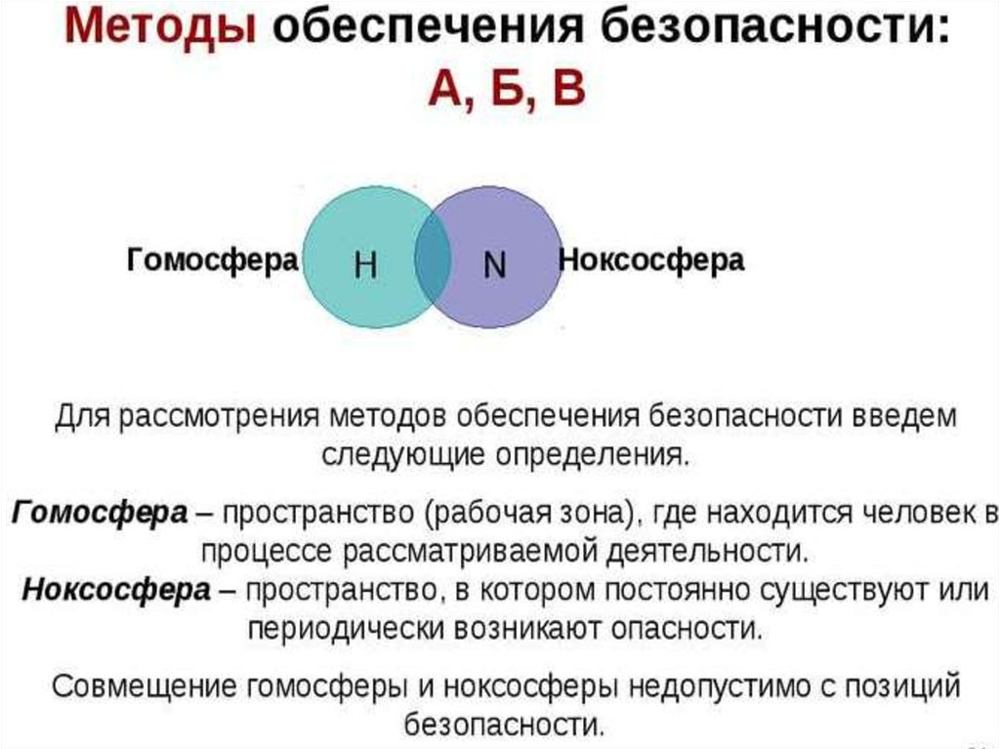 Методы обеспечения безопасности:
А, Б, В
Гомосфера H N Ноксосфера
Для рассмотрения методов обеспечения безопасности введем
следующие определения.
Гомосфера – пространство (рабочая зона), где находится человек в
процессе рассматриваемой деятельности.
Ноксосфера – пространство, в котором постоянно существуют или
периодически возникают опасности.
Совмещение гомосферы и ноксосферы недопустимо с позиций
безопасности.